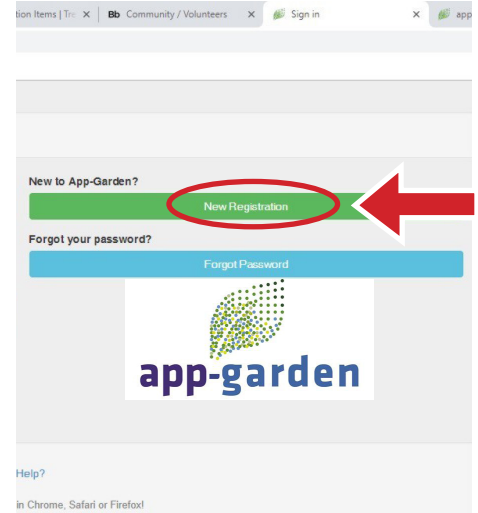 tion Items | Tr
Bb Community / Volunteers
Sign in
app
New to App-Garden?
New Registration
Forgot your password?
Forgot Password
app-garden
Help?
in Chrome, Safari or Firefox!